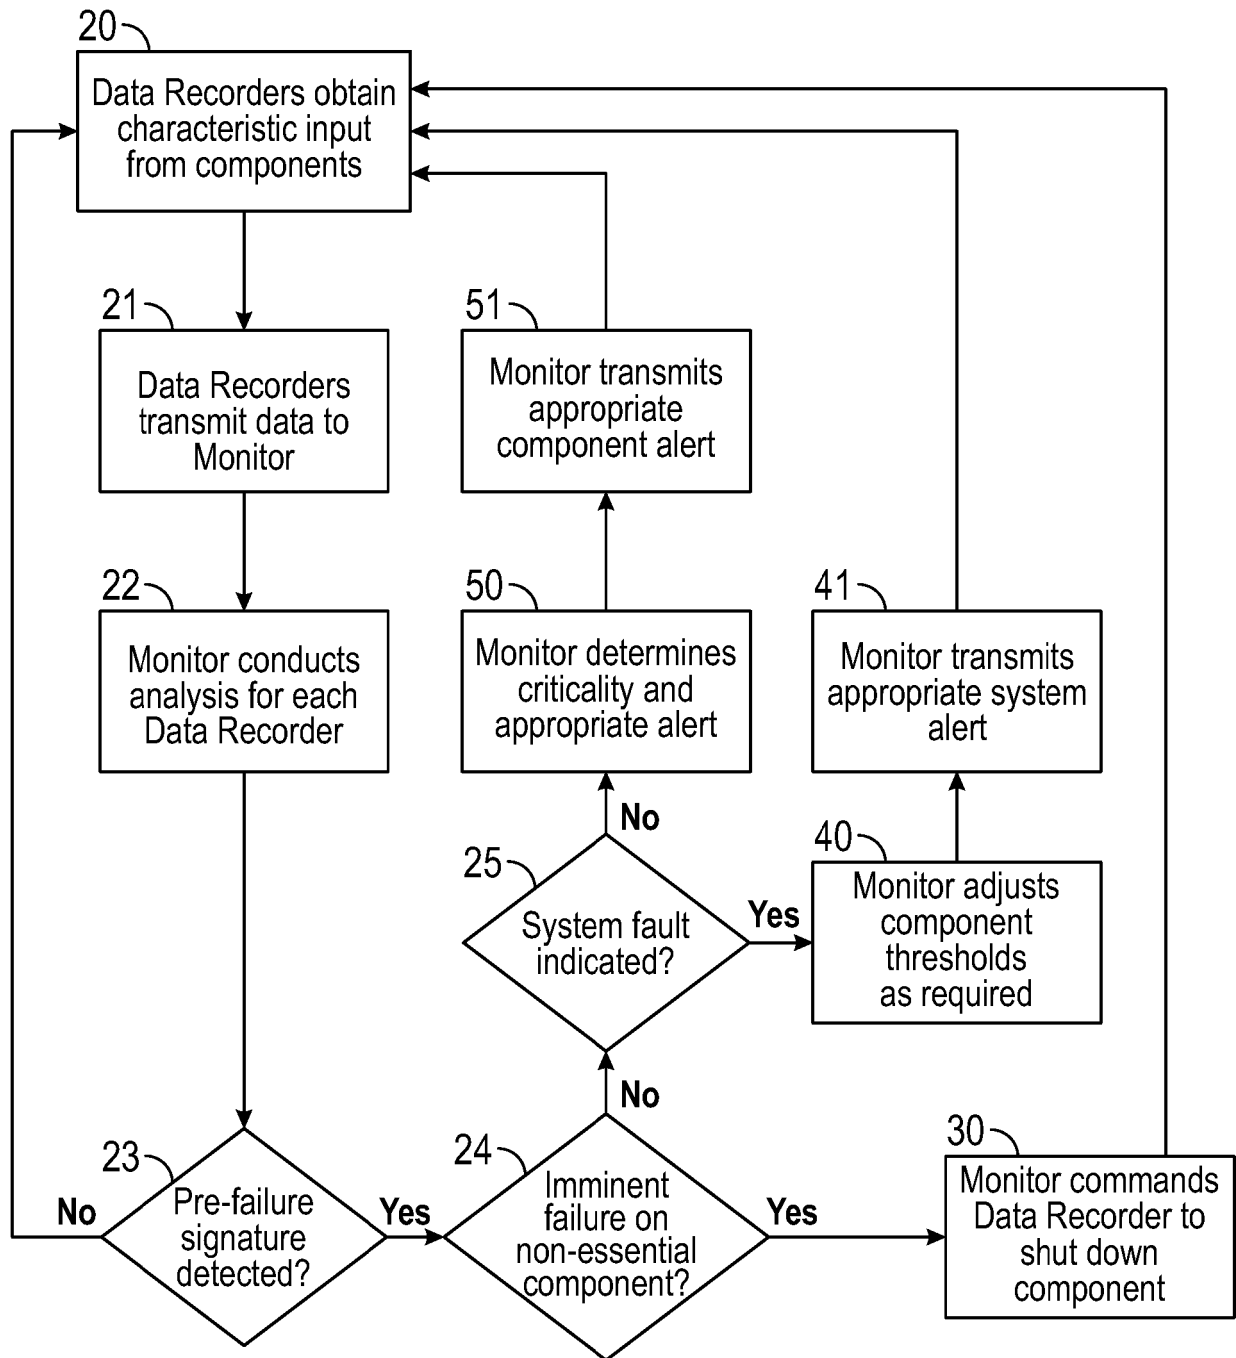 20
Data Recorders obtain
characteristic input
from components
21
Data Recorders
transmit data to
Monitor
51
Monitor transmits
appropriate
component alert
22
Monitor conducts
analysis for each
Data Recorder
50
Monitor determines
criticality and
appropriate alert
41
Monitor transmits
appropriate system
alert
No
25
System fault
indicated?
Yes
40
Monitor adjusts
component
thresholds
as required
No
23
Pre-failure
signature
detected?
No
Yes
24
Imminent
failure on
non-essential
component?
Yes
30
Monitor commands
Data Recorder to
shut down
component